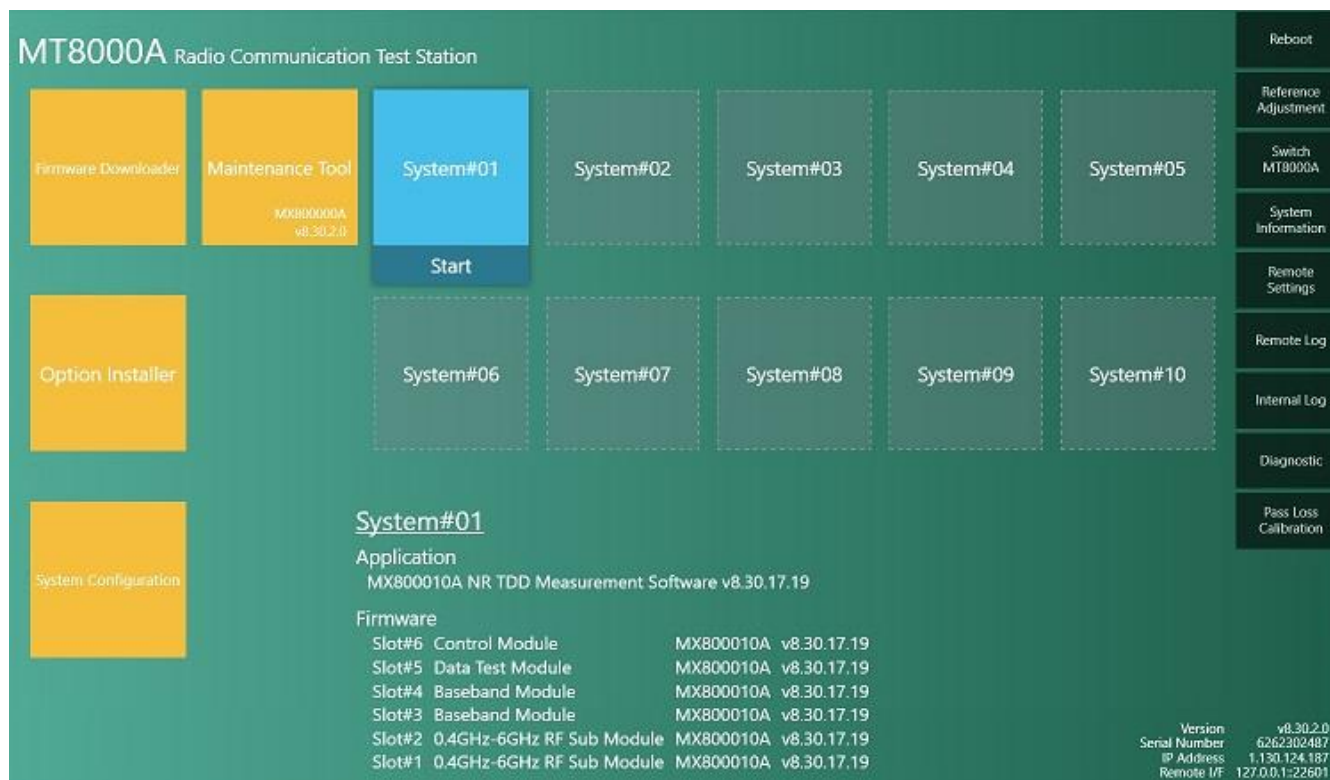 MT8000A Radio Communication Test Station
Firmware Downloader
Maintenance Tool
MX800000A
v8.30.2.0
System#01
Start
System#02
System#03
System#04
System#05
Option Installer
System#06
System#07
System#08
System#09
System#10
System Configuration
System#01
Application
MX800010A NR TDD Measurement Software v8.30.17.19
Firmware
Slot#6 Control Module MX800010A v8.30.17.19
Slot#5 Data Test Module MX800010A v8.30.17.19
Slot#4 Baseband Module MX800010A v8.30.17.19
Slot#3 Baseband Module MX800010A v8.30.17.19
Slot#2 0.4GHz-6GHz RF Sub Module MX800010A v8.30.17.19
Slot#1 0.4GHz-6GHz RF Sub Module MX800010A v8.30.17.19
Reboot
Reference
Adjustment
Switch
MT8000A
System
Information
Remote
Settings
Remote Log
Internal Log
Diagnostic
Pass Loss
Calibration
Version v8.30.2.0
Serial Number 6262302487
IP Address 1.130.124.187
Remote I/F 127.0.0.1::22601